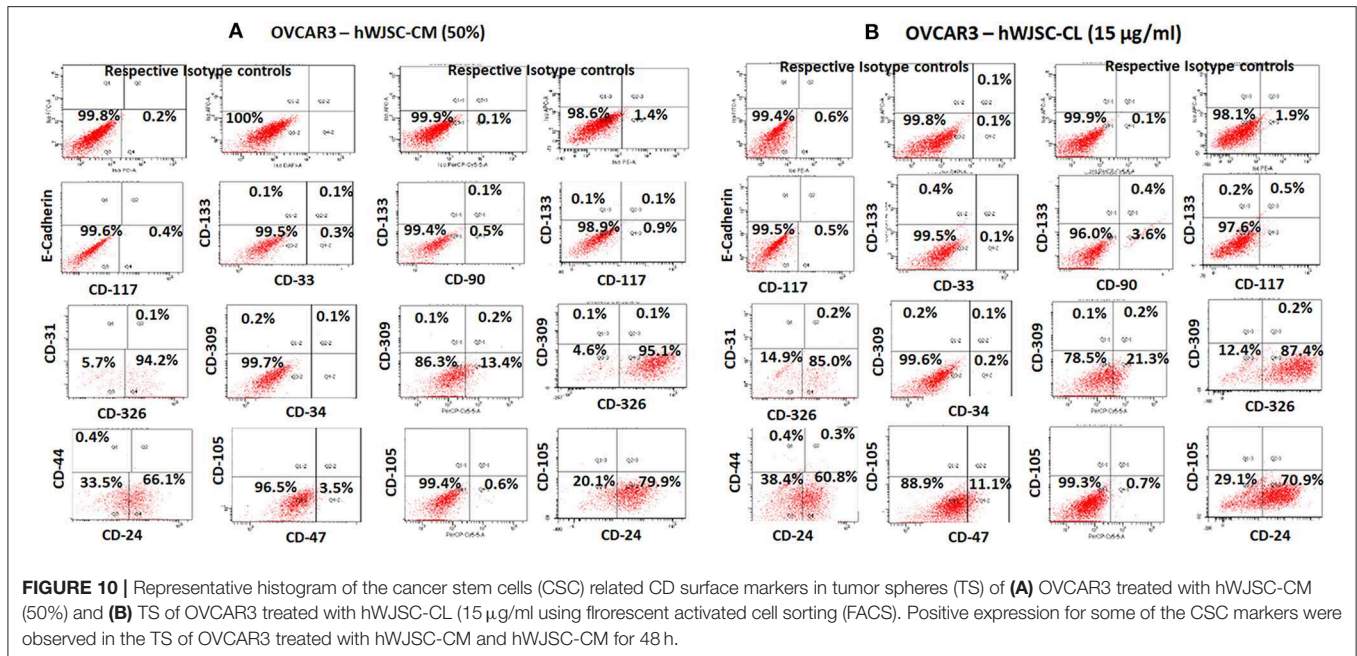 A OVCAR3 – hWJSC-CM (50%)
Respective Isotype controls
Respective Isotype controls
99.8% 0.2%
100%
99.9% 0.1%
98.6% 1.4%
E-Cadherin
99.6% 0.4%
CD-117
CD-133
0.1% 0.1%
99.5% 0.3%
CD-33
CD-133
0.1%
99.4% 0.5%
CD-90
CD-133
0.1% 0.1%
98.9% 0.9%
CD-117
CD-31
0.1%
5.7% 94.2%
CD-326
CD-309
0.2% 0.1%
99.7%
CD-34
CD-309
0.1% 0.2%
86.3% 13.4%
PerCP-Cy5-5-A
CD-309
0.1% 0.1%
4.6% 95.1%
CD-326
CD-44
0.4%
33.5% 66.1%
CD-24
CD-105
96.5% 3.5%
CD-47
CD-105
99.4% 0.6%
PerCP-Cy5-5-A
CD-105
20.1% 79.9%
CD-24
B OVCAR3 – hWJSC-CL (15 µg/ml)
Respective Isotype controls
Respective Isotype controls
99.4% 0.6%
0.1%
99.8% 0.1%
99.9% 0.1%
98.1% 1.9%
E-Cadherin
99.5% 0.5%
CD-117
CD-133
0.4%
99.5% 0.1%
CD-33
CD-133
0.4%
96.0% 3.6%
CD-90
CD-133
0.2% 0.5%
97.6%
CD-117
CD-31
0.2%
14.9% 85.0%
CD-326
CD-309
0.2% 0.1%
99.6% 0.2%
CD-34
CD-309
0.1% 0.2%
78.5% 21.3%
PerCP-Cy5-5-A
CD-309
0.2%
12.4% 87.4%
CD-326
CD-44
0.4% 0.3%
38.4% 60.8%
CD-24
CD-105
88.9% 11.1%
CD-47
CD-105
99.3% 0.7%
PerCP-Cy5-5-A
CD-105
29.1% 70.9%
CD-24
FIGURE 10 | Representative histogram of the cancer stem cells (CSC) related CD surface markers in tumor spheres (TS) of (A) OVCAR3 treated with hWJSC-CM
(50%) and (B) TS of OVCAR3 treated with hWJSC-CL (15 µg/ml using flrorescent activated cell sorting (FACS). Positive expression for some of the CSC markers were
observed in the TS of OVCAR3 treated with hWJSC-CM and hWJSC-CM for 48 h.